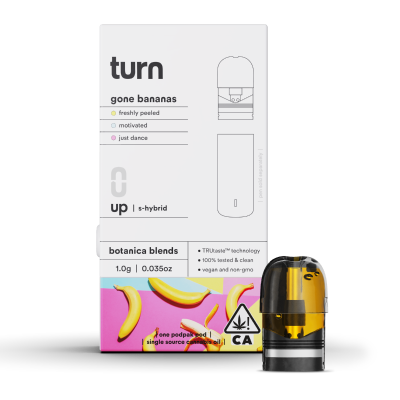 turn
gone bananas
freshly peeled
motivated
just dance
up | s-hybrid
botanica blends
1.0g | 0.035oz
• TRUtaste™ technology
• 100% tested & clean
• vegan and non-gmo
! CA
| one podpak pod |
| single source cannabis oil |